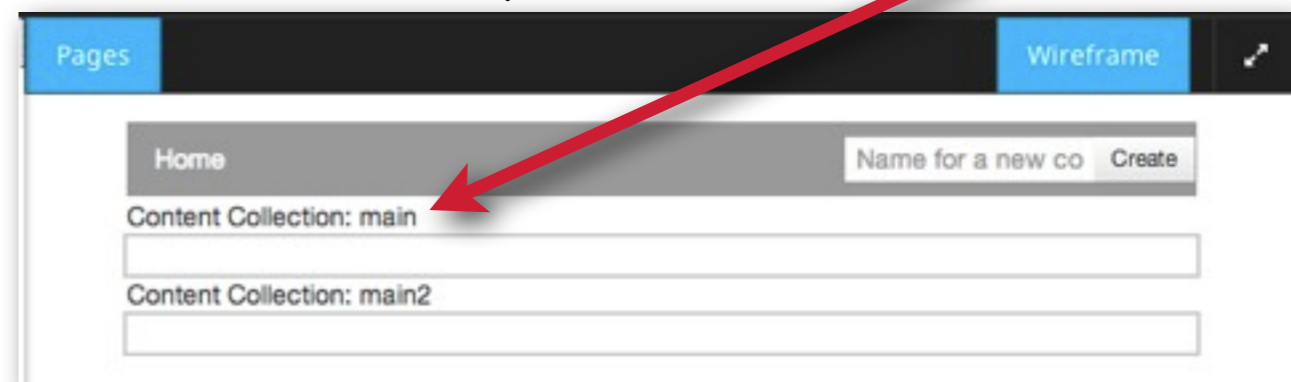 Pages Wireframe
Home Name for a new co Create
Content Collection: main
Content Collection: main2